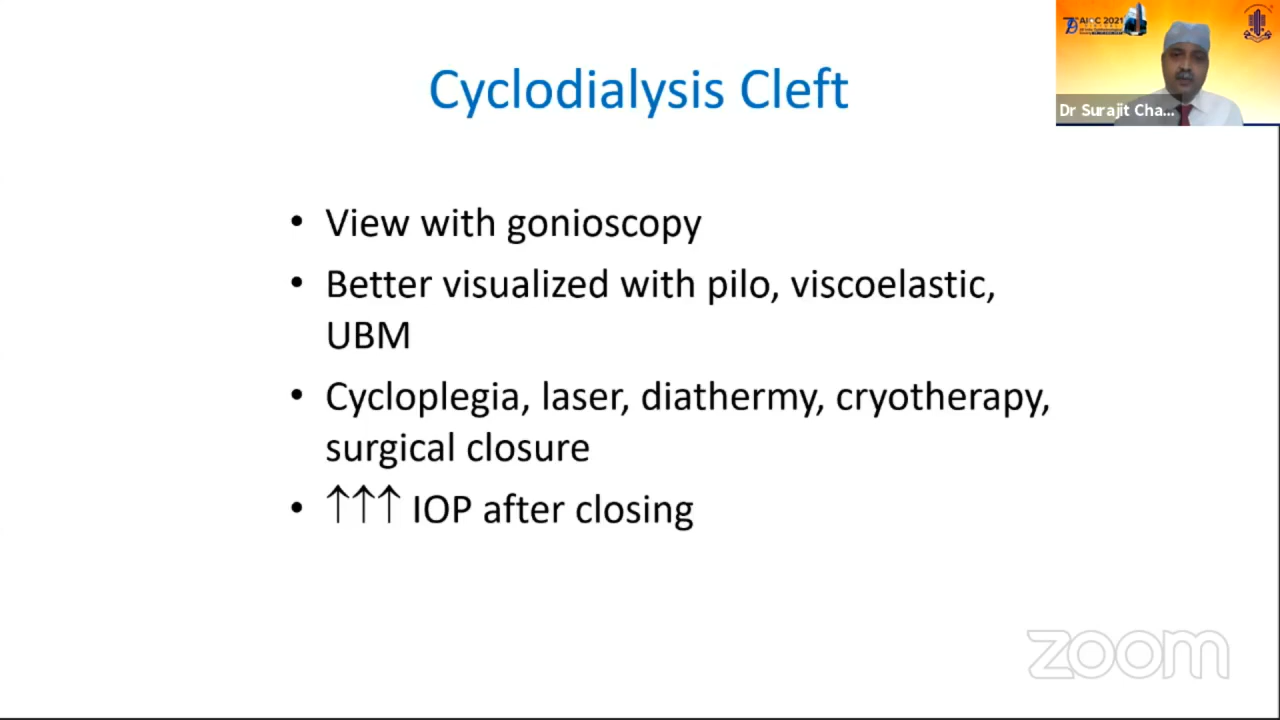 Cyclodialysis Cleft
AIOC 2021
Dr Surajit Cha...
• View with gonioscopy
• Better visualized with pilo, viscoelastic,
UBM
• Cycloplegia, laser, diathermy, cryotherapy,
surgical closure
• ↑↑↑ IOP after closing
zoom